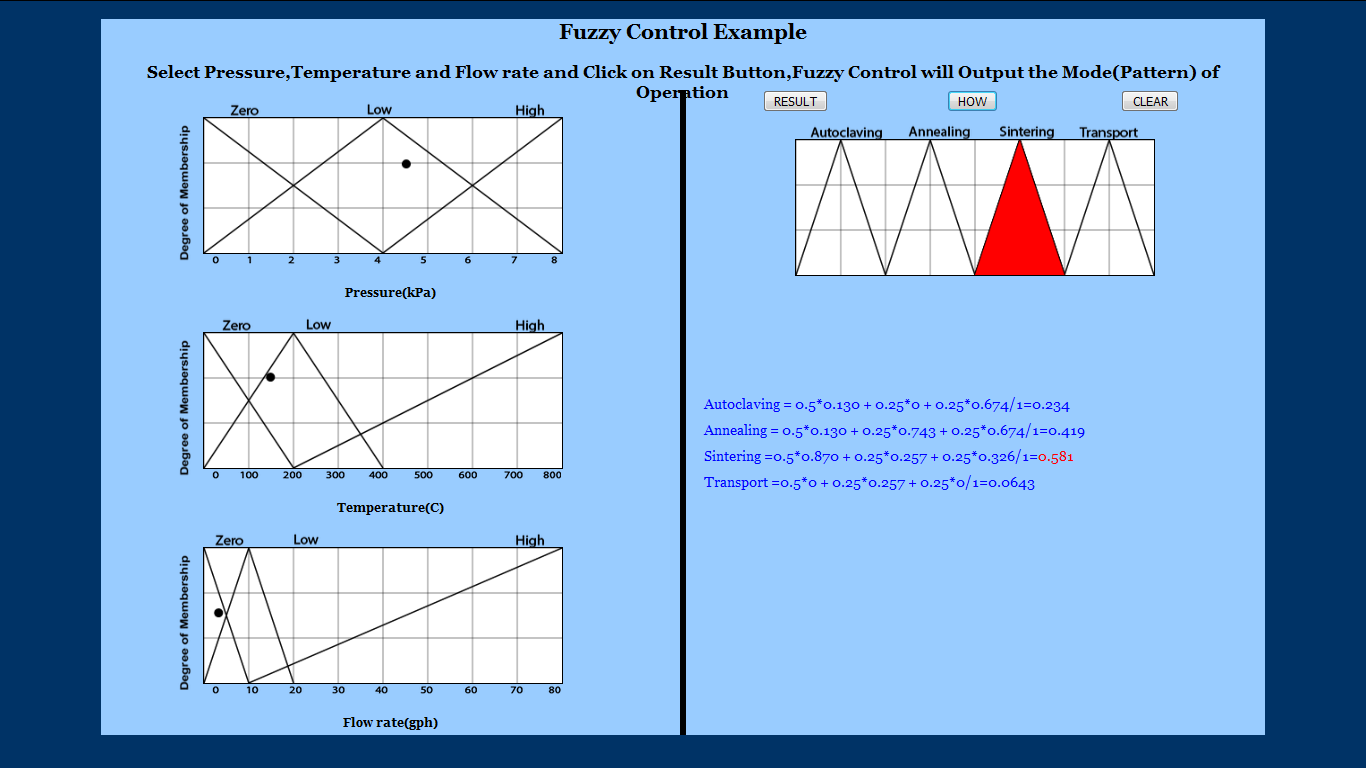 Fuzzy Control Example
Select Pressure,Temperature and Flow rate and Click on Result Button,Fuzzy Control will Output the Mode(Pattern) of
Operation
Zero Low High
Degree of Membership
0 1 2 3 4 5 6 7 8
Pressure(kPa)
Zero Low High
Degree of Membership
0 100 200 300 400 500 600 700 800
Temperature(C)
Zero Low High
Degree of Membership
0 10 20 30 40 50 60 70 80
Flow rate(gph)
RESULT HOW CLEAR
Autoclaving Annealing Sintering Transport
Autoclaving = 0.5*0.130 + 0.25*0 + 0.25*0.674/1=0.234
Annealing = 0.5*0.130 + 0.25*0.743 + 0.25*0.674/1=0.419
Sintering =0.5*0.870 + 0.25*0.257 + 0.25*0.326/1=0.581
Transport =0.5*0 + 0.25*0.257 + 0.25*0/1=0.0643